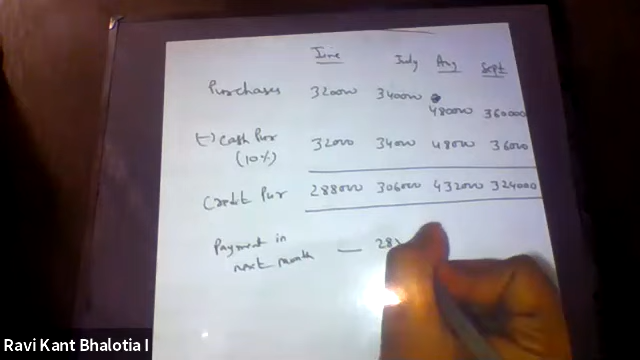 June July Aug Sept
Purchases 320000 340000 480000 360000
(-) Cash Pur 32000 34000 48000 36000
(10%)
Credit Pur 288000 306000 432000 324000
Payment in
next month — 28
Ravi Kant Bhalotia I